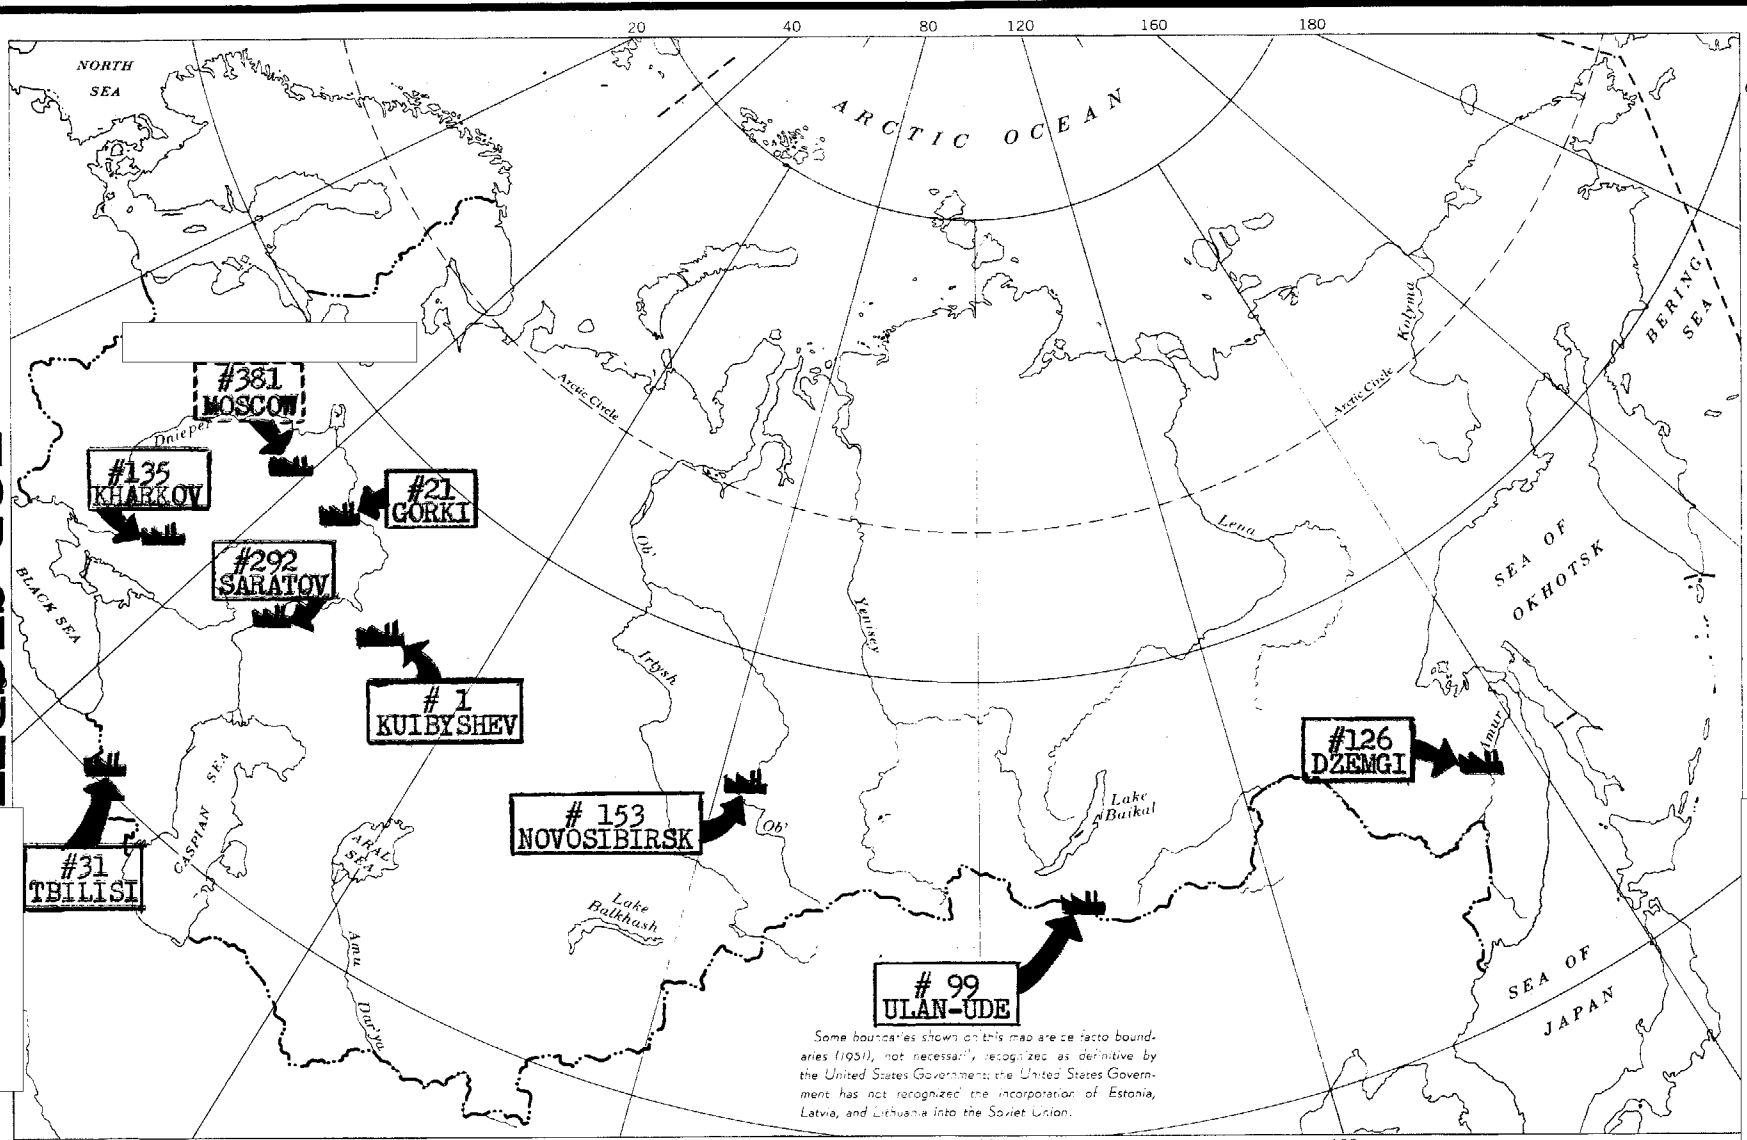 20 40 80 120 160 180
NORTH
SEA
ARCTIC OCEAN
BERING
SEA
Kolyma
Arctic Circle
Arctic Circle
#381
MOSCOW
Dnieper
#135
KHARKOV
#21
GORKI
#292
SARATOV
BLACK SEA
# 1
KUIBYSHEV
Ob'
Irtysh
Yenisey
Lena
SEA OF
OKHOTSK
Amur
#126
DZEMGI
#31
TBILISI
CASPIAN SEA
ARAL
SEA
# 153
NOVOSIBIRSK
Ob'
Lake
Baikal
Lake
Balkhash
Amu
Dar'ya
# 99
ULAN-UDE
SEA OF
JAPAN
Some boundaries shown on this map are de facto bound-
aries (1951), not necessarily recognized as definitive by
the United States Government; the United States Govern-
ment has not recognized the incorporation of Estonia,
Latvia, and Lithuania into the Soviet Union.